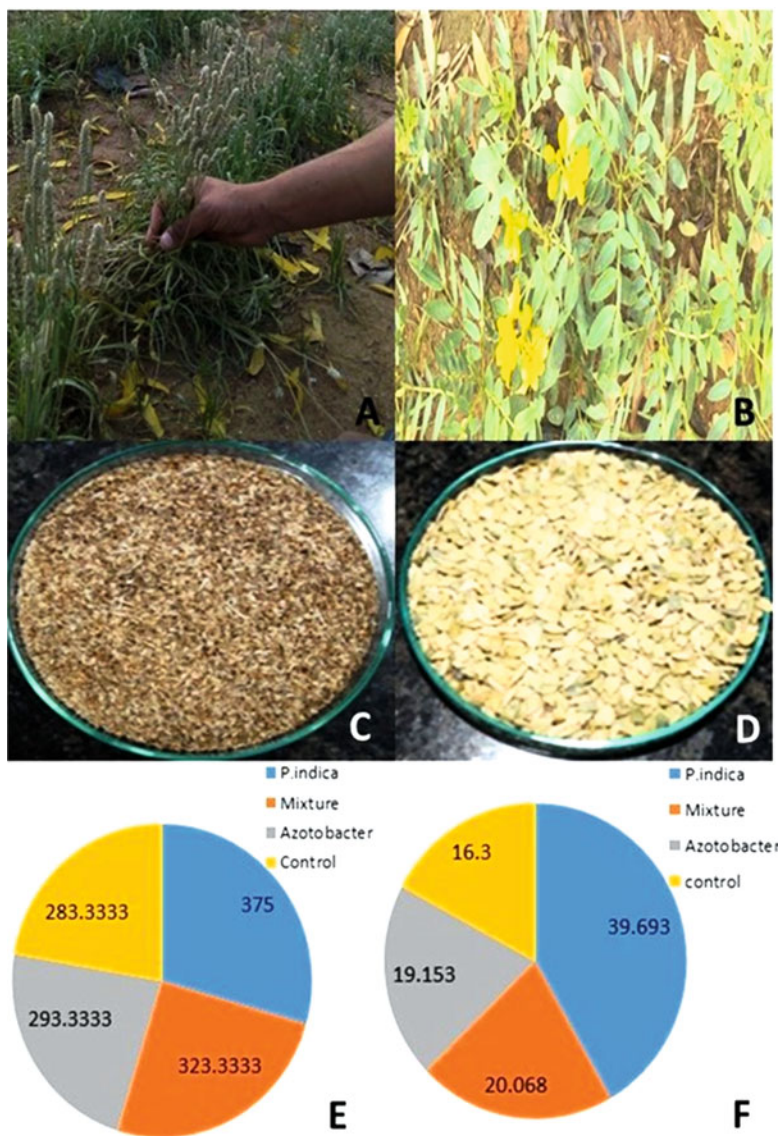 A
B
C
D
P.indica
Mixture
Azotobacter
Control
283.3333
375
293.3333
323.3333
E
P.indica
Mixture
Azotobacter
control
16.3
39.693
19.153
20.068
F